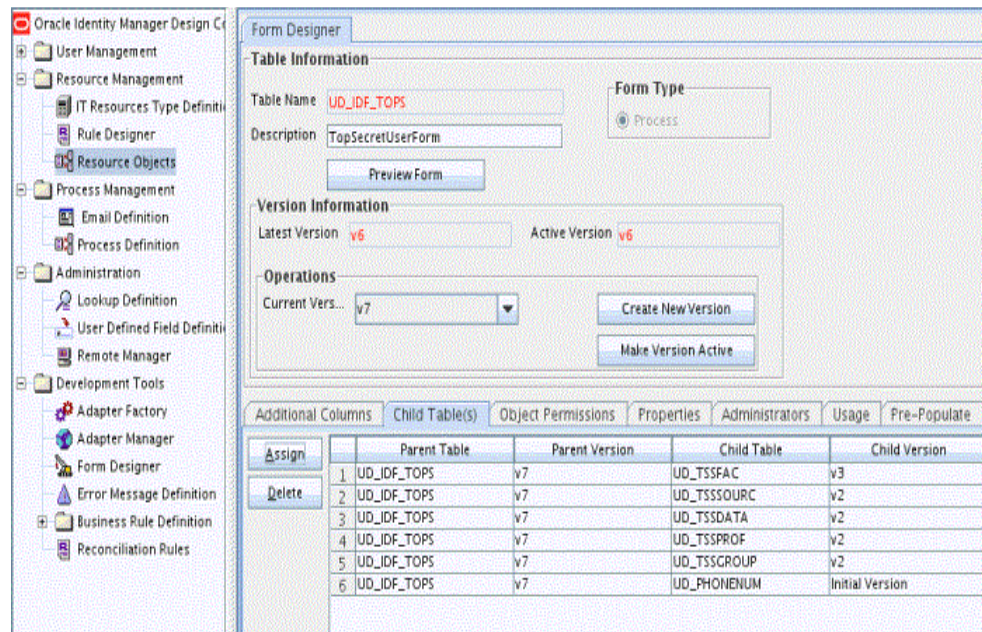 Oracle Identity Manager Design Co
User Management
Resource Management
IT Resources Type Definitio
Rule Designer
Resource Objects
Process Management
Email Definition
Process Definition
Administration
Lookup Definition
User Defined Field Definiti
Remote Manager
Development Tools
Adapter Factory
Adapter Manager
Form Designer
Error Message Definition
Business Rule Definition
Reconciliation Rules
Form Designer
Table Information
Table Name UD_IDF_TOPS
Form Type
Process
Description TopSecretUserForm
Preview Form
Version Information
Latest Version v6 Active Version v6
Operations
Current Vers... v7 Create New Version
Make Version Active
Additional Columns Child Table(s) Object Permissions Properties Administrators Usage Pre-Populate
Assign
Delete
Parent Table Parent Version Child Table Child Version
1 UD_IDF_TOPS v7 UD_TSSFAC v3
2 UD_IDF_TOPS v7 UD_TSSSOURC v2
3 UD_IDF_TOPS v7 UD_TSSDATA v2
4 UD_IDF_TOPS v7 UD_TSSPROF v2
5 UD_IDF_TOPS v7 UD_TSSGROUP v2
6 UD_IDF_TOPS v7 UD_PHONENUM Initial Version